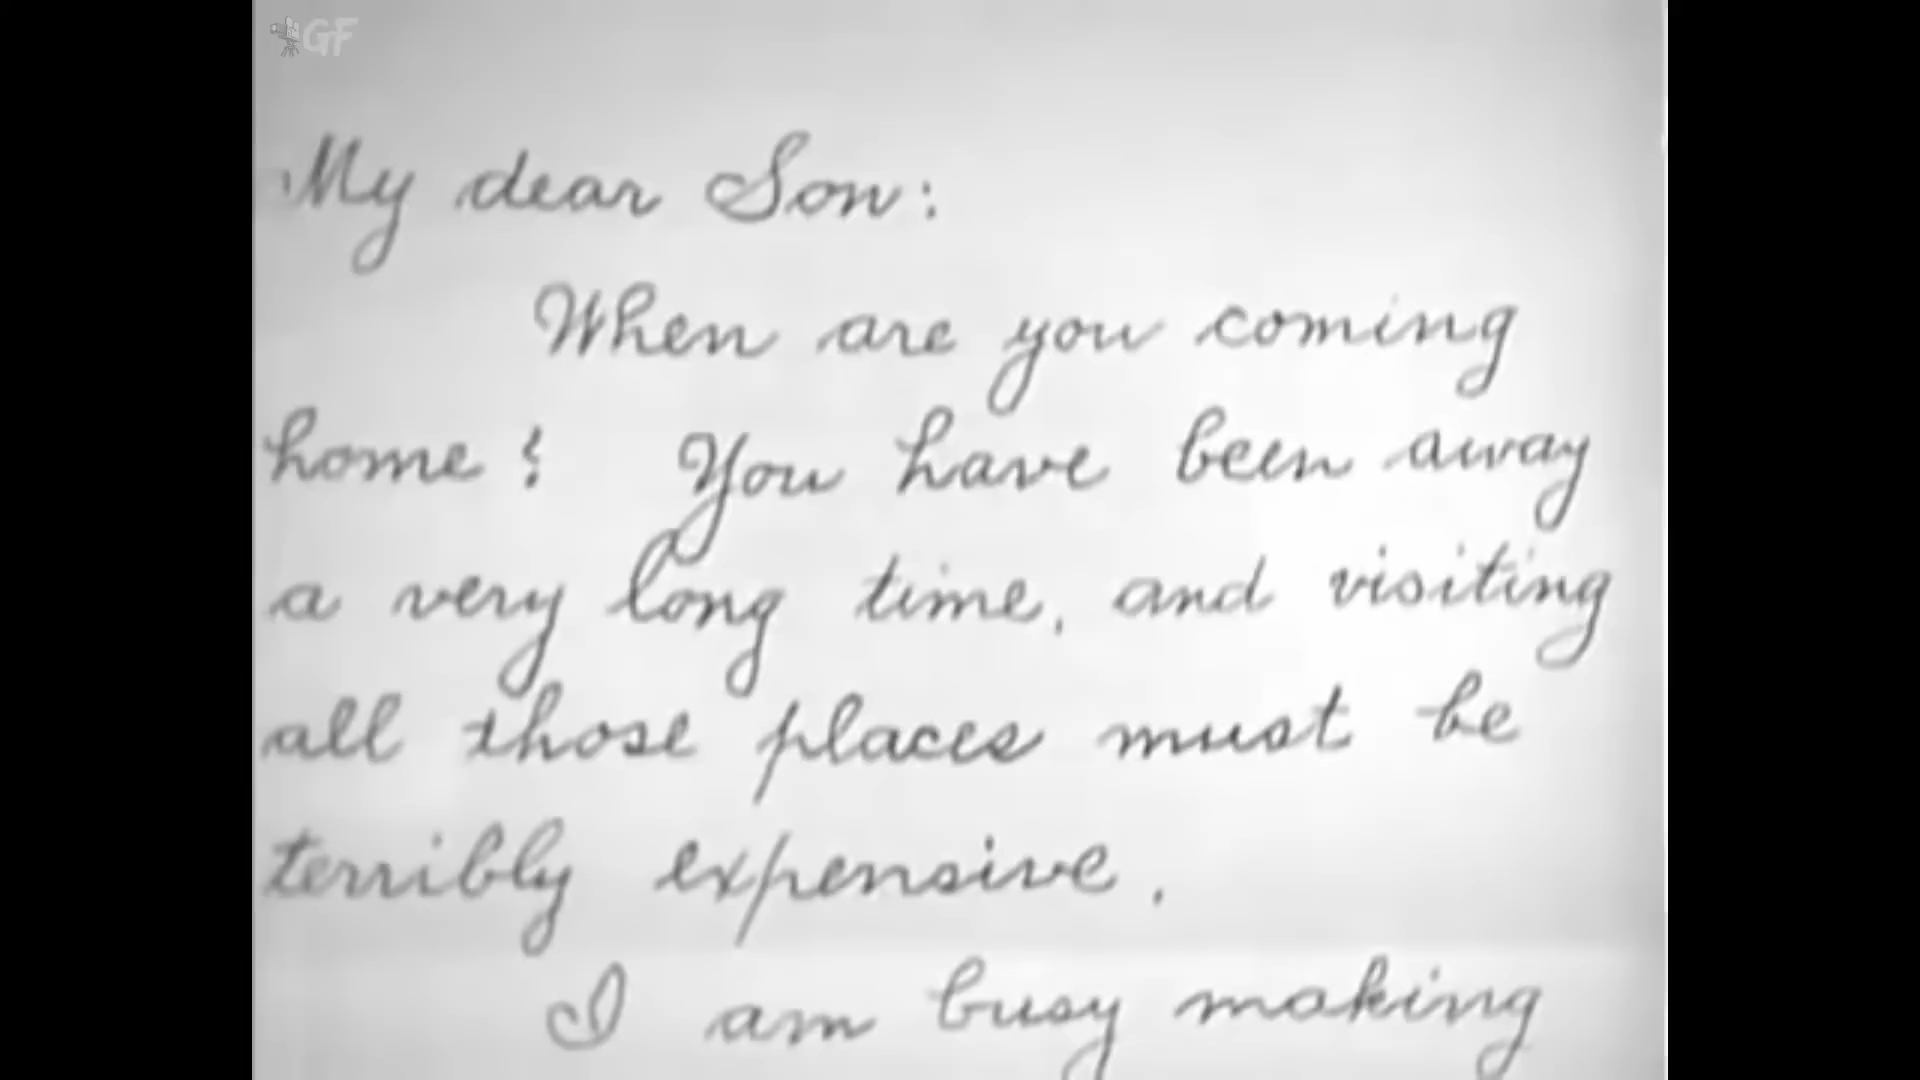 GF
My dear Son:
When are you coming
home? You have been away
a very long time, and visiting
all those places must be
terribly expensive.
I am busy making